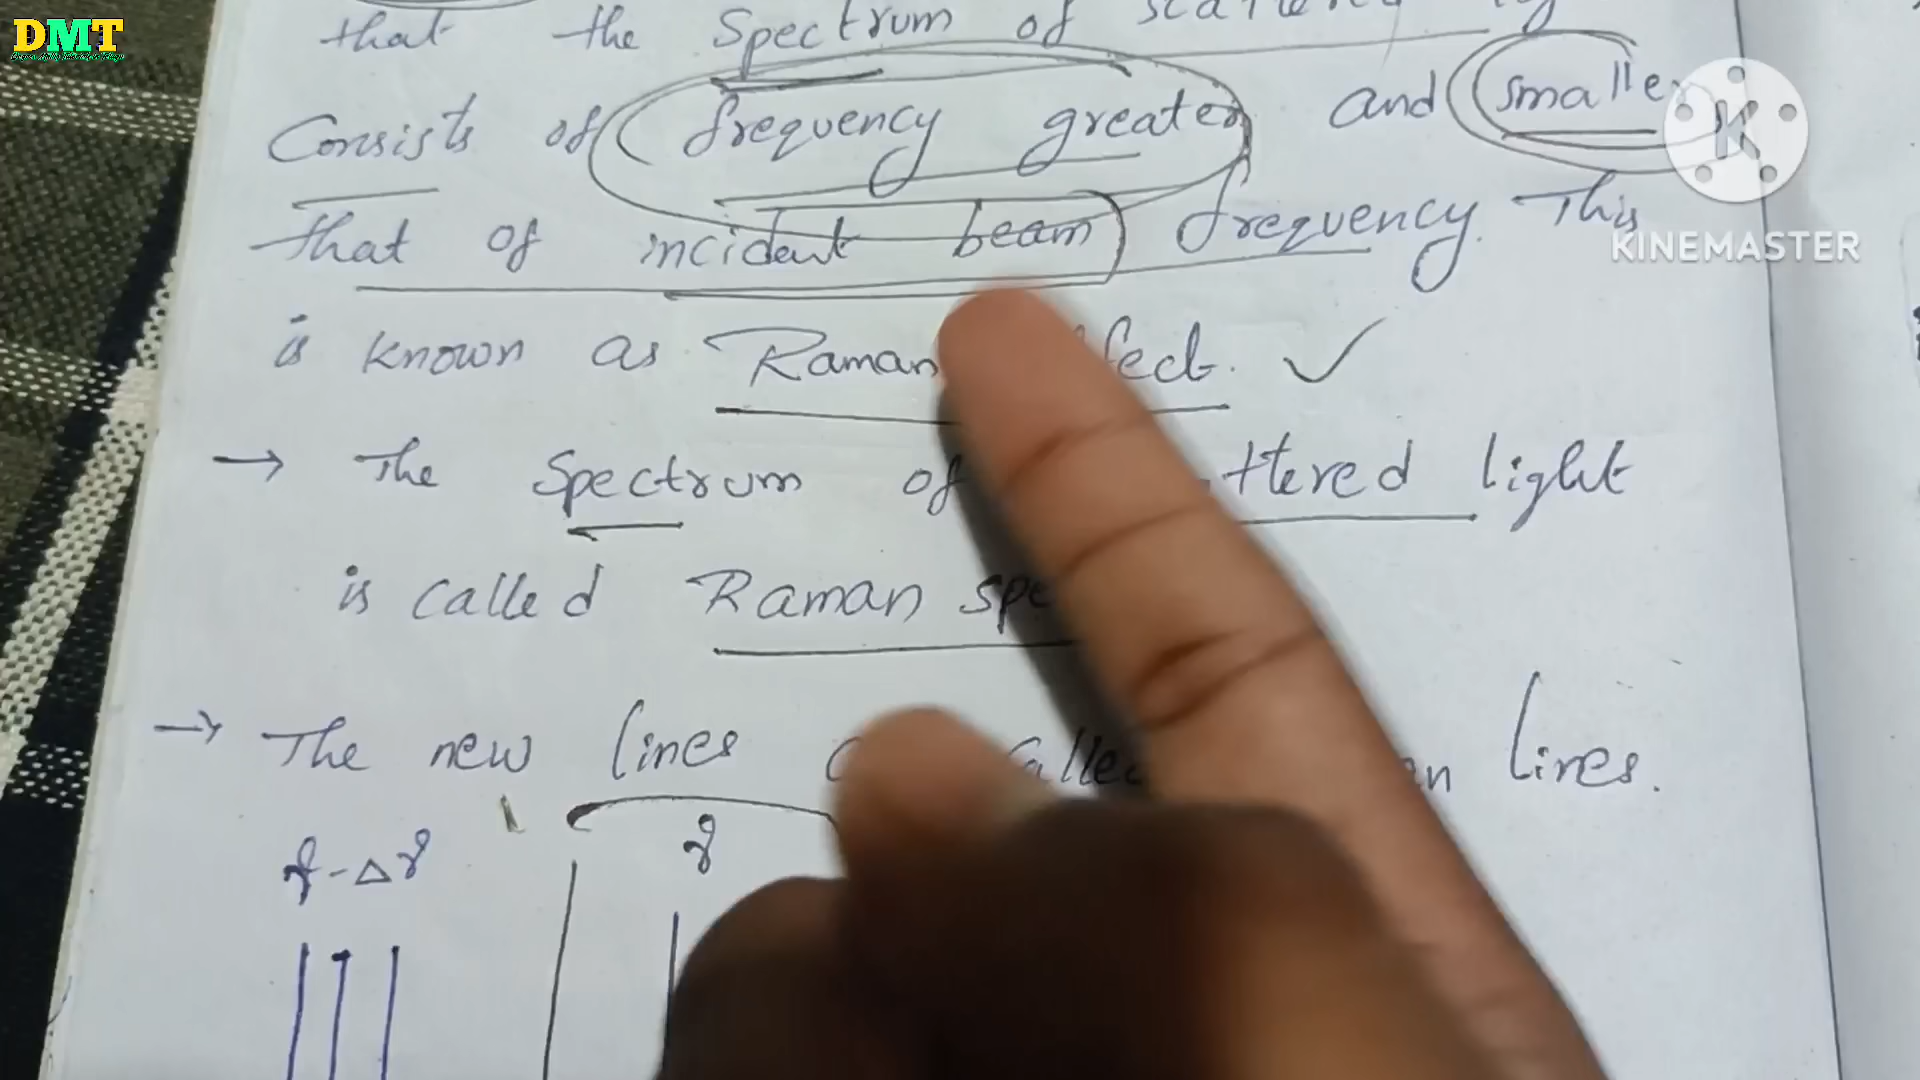 DMT
that the Spectrum of
Consists of frequency greater and smaller
that of incident beam frequency. This
KINEMASTER
is known as Raman
→ The Spectrum of light
is called Raman
→ The new lines lines.
γ-Δγ
γ